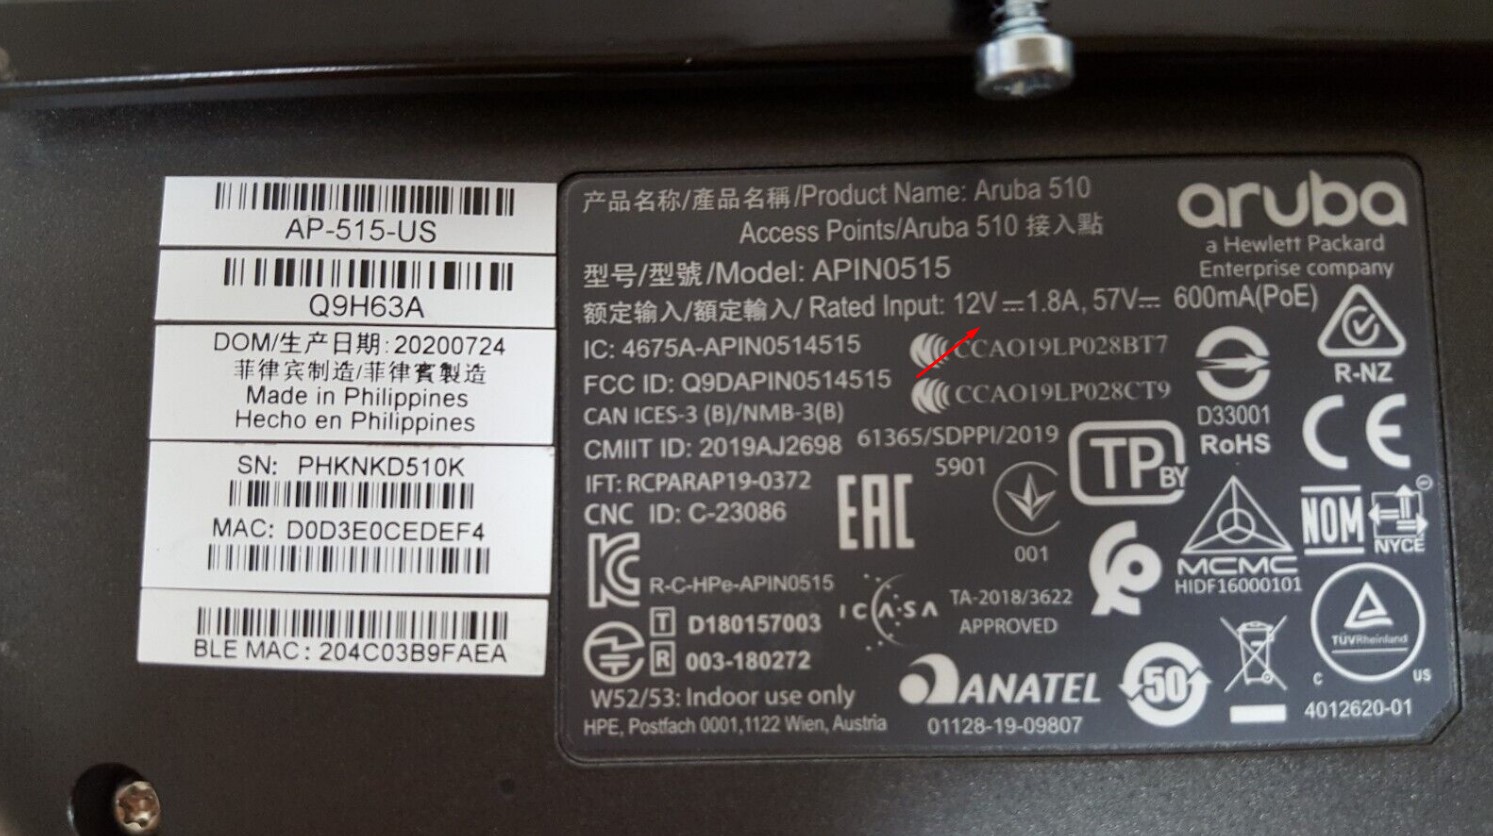 AP-515-US
Q9H63A
DOM/生产日期:20200724
菲律宾制造/菲律賓製造
Made in Philippines
Hecho en Philippines
SN: PHKNKD510K
MAC: D0D3E0CEDEF4
BLE MAC: 204C03B9FAEA
产品名称/產品名稱/Product Name: Aruba 510
Access Points/Aruba 510 接入點
型号/型號/Model: APIN0515
额定输入/額定輸入/ Rated Input: 12V⎓1.8A, 57V⎓ 600mA(PoE)
IC: 4675A-APIN0514515
FCC ID: Q9DAPIN0514515
CAN ICES-3 (B)/NMB-3(B)
CMIIT ID: 2019AJ2698
IFT: RCPARAP19-0372
CNC ID: C-23086
R-C-HPe-APIN0515
T D180157003
R 003-180272
W52/53: Indoor use only
HPE, Postfach 0001,1122 Wien, Austria
CCAO19LP028BT7
CCAO19LP028CT9
61365/SDPPI/2019
5901
EAC
001
ICASA
TA-2018/3622
APPROVED
ANATEL
01128-19-09807
aruba
a Hewlett Packard
Enterprise company
R-NZ
D33001
RoHS
CE
TP BY
NOM
NYCE
MCMC
HIDF16000101
TÜVRheinland
C US
50
4012620-01